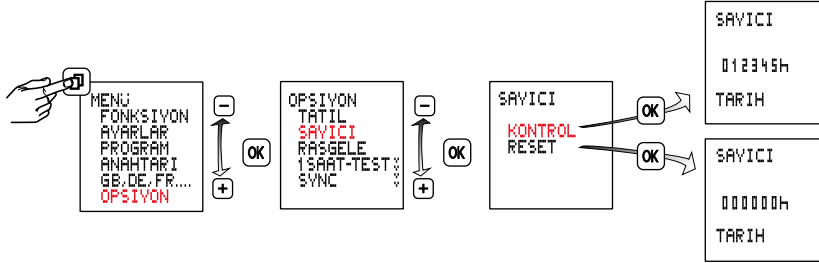 MENÜ
FONKSIYON
AYARLAR
PROGRAM
ANAHTARI
GB,DE,FR....
OPSIYON
−
OK
+
OPSIYON
TATIL
SAYICI
RASGELE
1SAAT-TEST
SYNC
−
OK
+
SAYICI
KONTROL
RESET
OK
OK
SAYICI
012345h
TARIH
SAYICI
000000h
TARIH